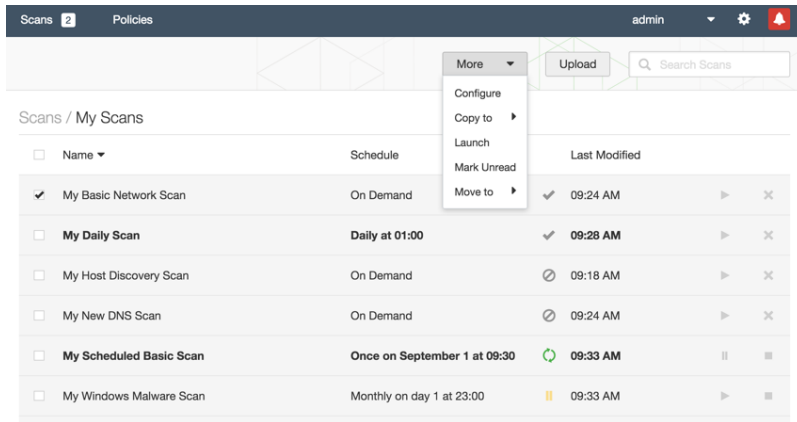 Scans 2 Policies admin
More Upload Search Scans
Configure
Scans / My Scans
Copy to
Launch
Name Schedule Last Modified
Mark Unread
Move to
My Basic Network Scan On Demand 09:24 AM
My Daily Scan Daily at 01:00 09:28 AM
My Host Discovery Scan On Demand 09:18 AM
My New DNS Scan On Demand 09:24 AM
My Scheduled Basic Scan Once on September 1 at 09:30 09:33 AM
My Windows Malware Scan Monthly on day 1 at 23:00 09:33 AM